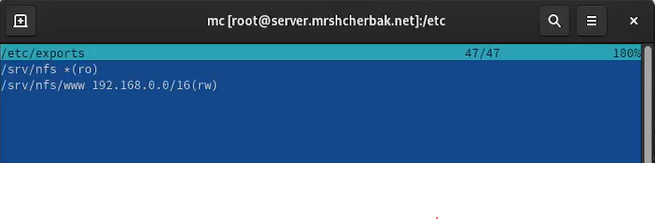 mc [root@server.mrshcherbak.net]:/etc
/etc/exports 47/47 100%
/srv/nfs *(ro)
/srv/nfs/www 192.168.0.0/16(rw)